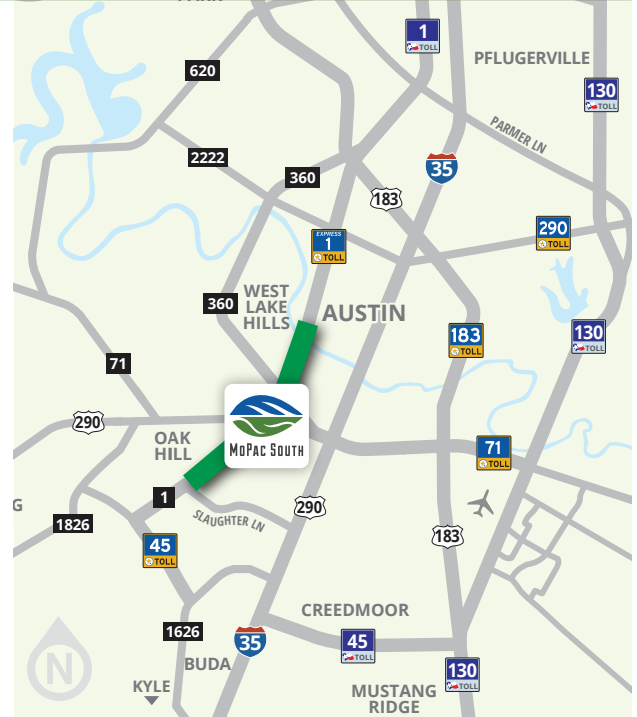 1
TOLL
PFLUGERVILLE
620
130
TOLL
PARMER LN
2222
35
360
183
EXPRESS
1
TOLL
290
TOLL
WEST
LAKE
HILLS
360
AUSTIN
183
TOLL
130
TOLL
71
290
MOPAC SOUTH
OAK
HILL
71
TOLL
1
G
SLAUGHTER LN
290
1826
183
45
TOLL
CREEDMOOR
1626
35
45
TOLL
BUDA
130
TOLL
KYLE
MUSTANG
RIDGE
N